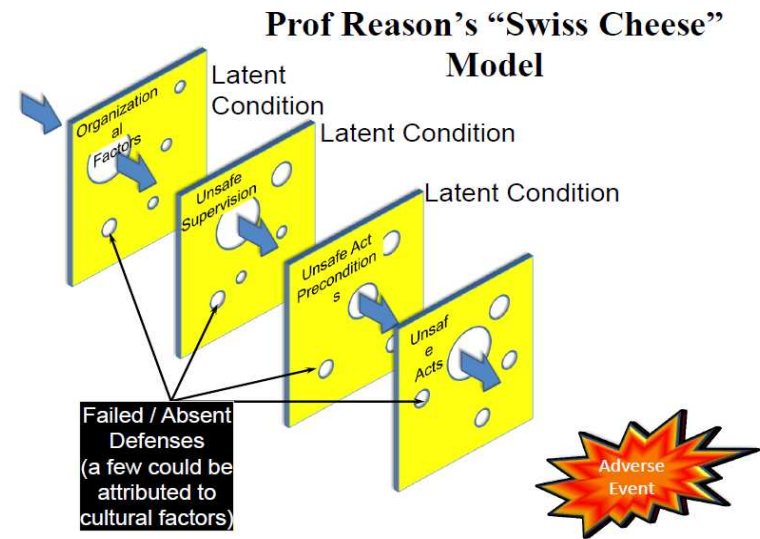 Prof Reason’s “Swiss Cheese”
Model
Latent
Condition
Organization
al
Factors
Latent Condition
Unsafe
Supervision
Latent Condition
Unsafe Act
Precondition
s
Unsaf
e
Acts
Failed / Absent
Defenses
(a few could be
attributed to
cultural factors)
Adverse
Event